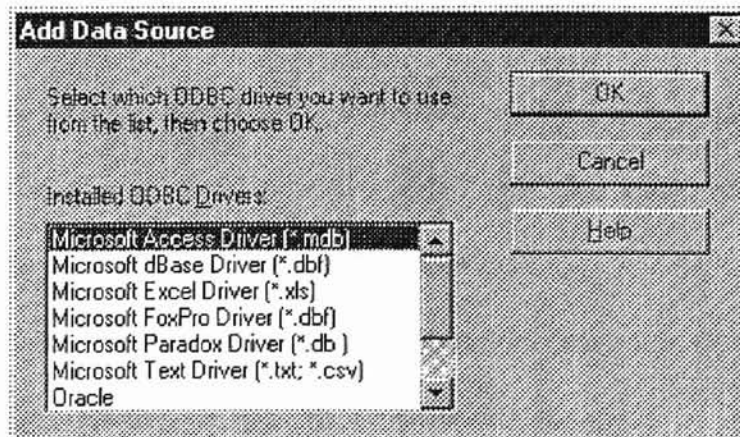 Add Data Source
Select which ODBC driver you want to use
from the list, then choose OK.
OK
Cancel
Help
Installed ODBC Drivers:
Microsoft Access Driver (*.mdb)
Microsoft dBase Driver (*.dbf)
Microsoft Excel Driver (*.xls)
Microsoft FoxPro Driver (*.dbf)
Microsoft Paradox Driver (*.db )
Microsoft Text Driver (*.txt; *.csv)
Oracle